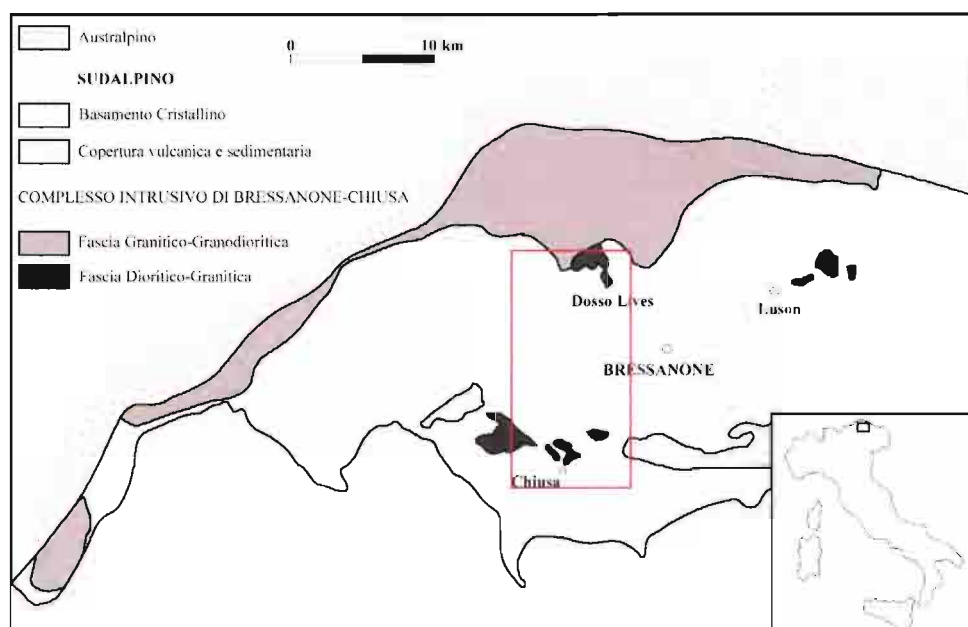 Australpino
0 10 km
SUDALPINO
Basamento Cristallino
Copertura vulcanica e sedimentaria
COMPLESSO INTRUSIVO DI BRESSANONE-CHIUSA
Fascia Granitico-Granodioritica
Fascia Dioritico-Granitica
Dosso Lives
Luson
BRESSANONE
Chiusa